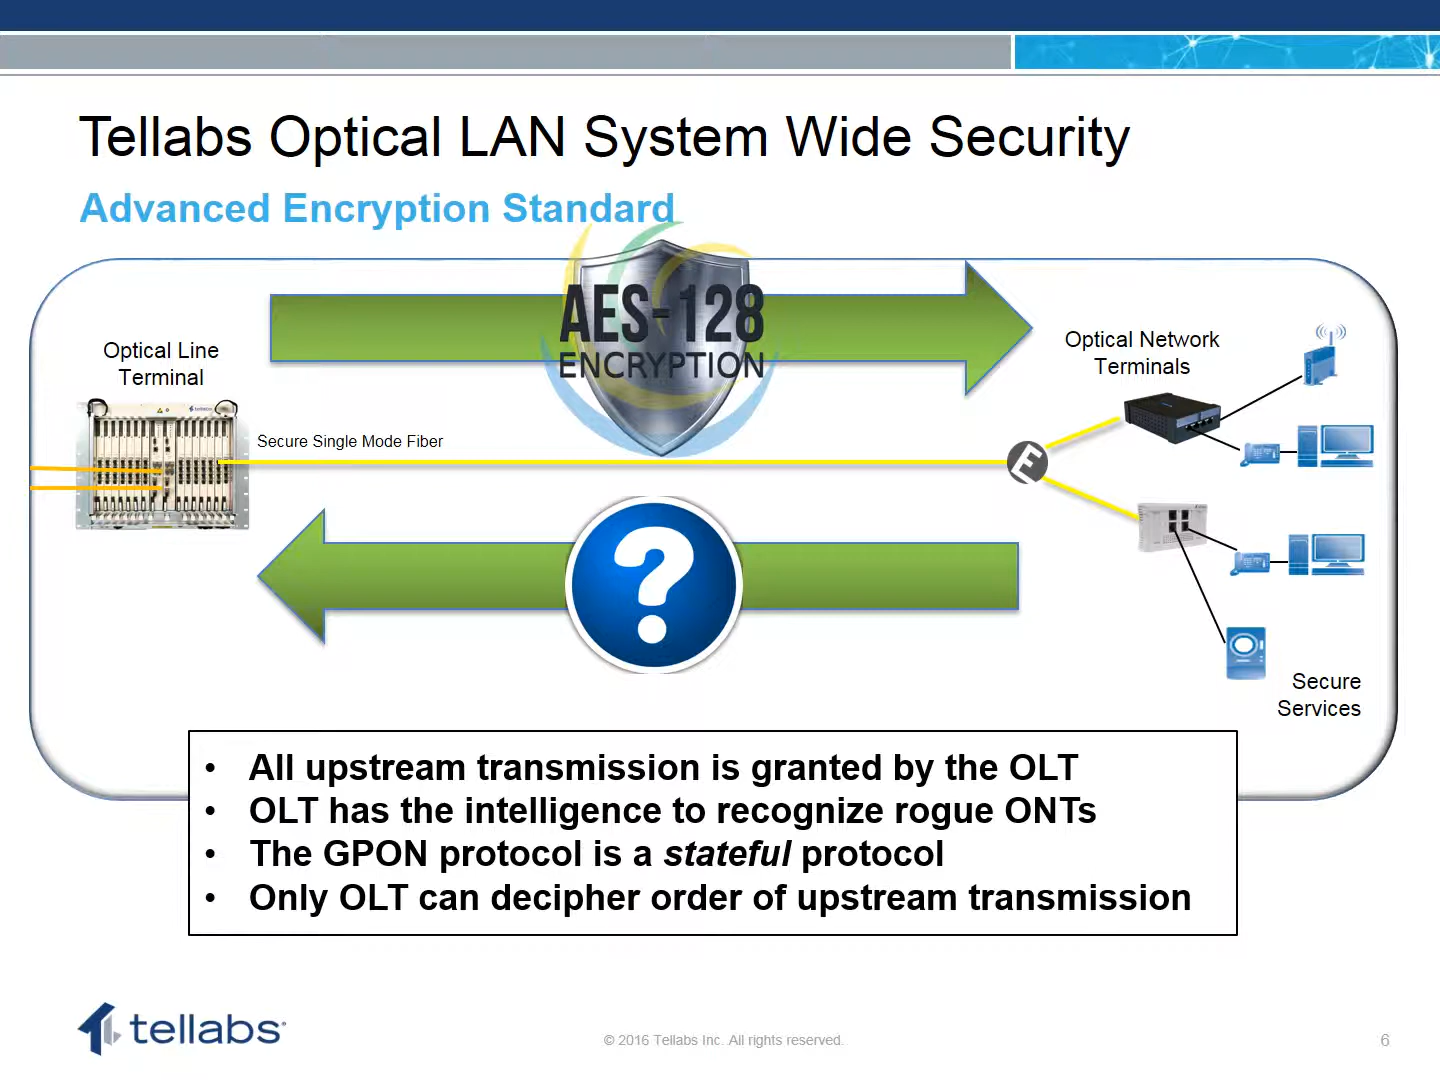 Tellabs Optical LAN System Wide Security
Advanced Encryption Standard
AES-128
ENCRYPTION
Optical Line
Terminal
tellabs
Secure Single Mode Fiber
Optical Network
Terminals
?
Secure
Services
• All upstream transmission is granted by the OLT
• OLT has the intelligence to recognize rogue ONTs
• The GPON protocol is a stateful protocol
• Only OLT can decipher order of upstream transmission
tellabs
© 2016 Tellabs Inc. All rights reserved.
6